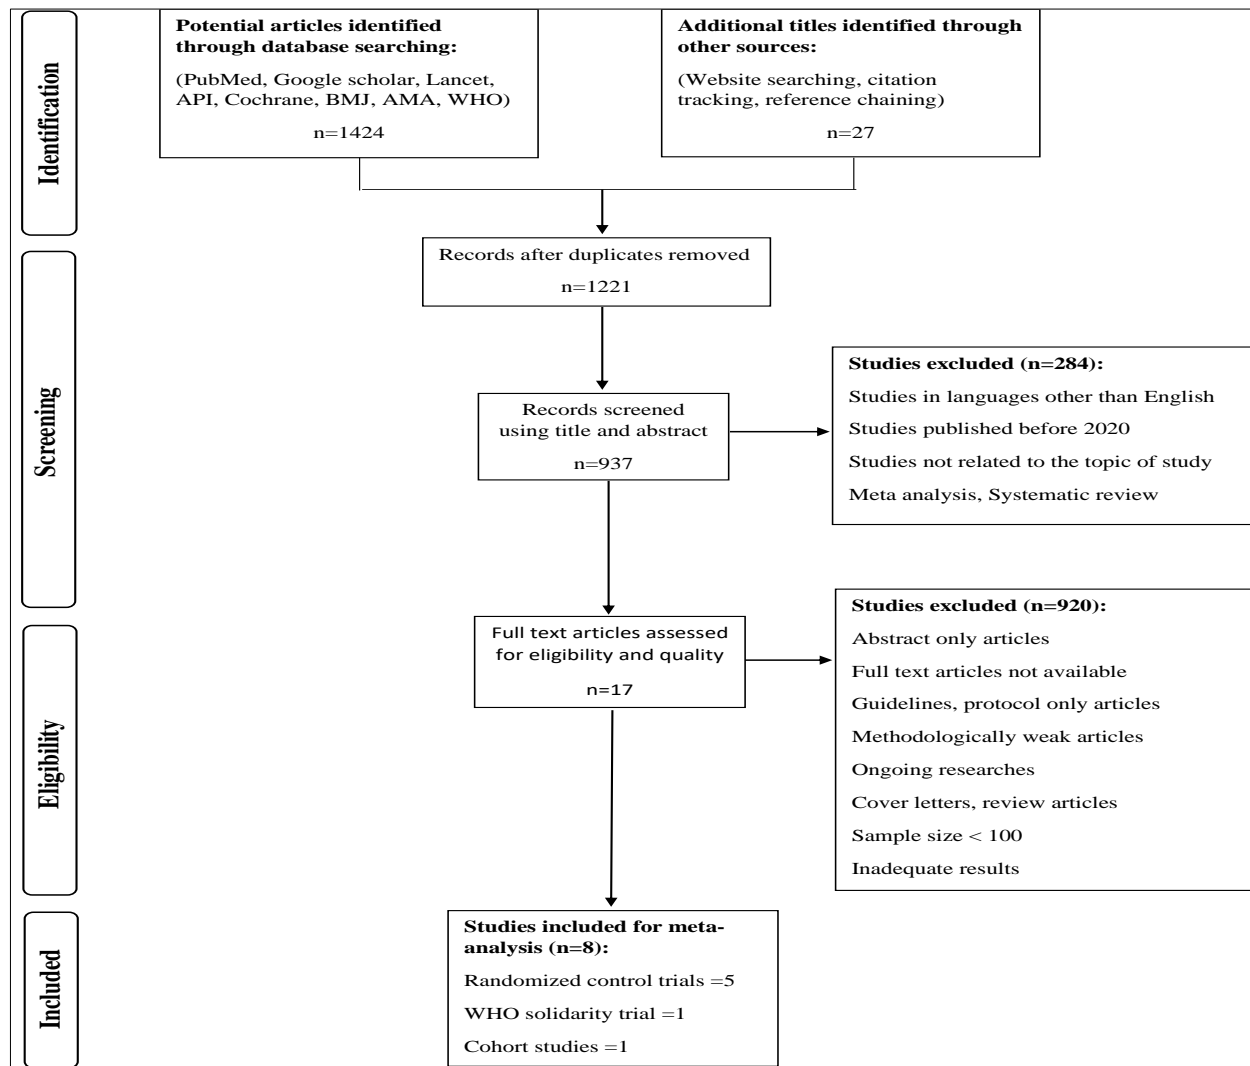 Identification
Potential articles identified
through database searching:
(PubMed, Google scholar, Lancet,
API, Cochrane, BMJ, AMA, WHO)
n=1424
Additional titles identified through
other sources:
(Website searching, citation
tracking, reference chaining)
n=27
Screening
Records after duplicates removed
n=1221
Records screened
using title and abstract
n=937
Studies excluded (n=284):
Studies in languages other than English
Studies published before 2020
Studies not related to the topic of study
Meta analysis, Systematic review
Eligibility
Full text articles assessed
for eligibility and quality
n=17
Studies excluded (n=920):
Abstract only articles
Full text articles not available
Guidelines, protocol only articles
Methodologically weak articles
Ongoing researches
Cover letters, review articles
Sample size < 100
Inadequate results
Included
Studies included for meta-
analysis (n=8):
Randomized control trials =5
WHO solidarity trial =1
Cohort studies =1